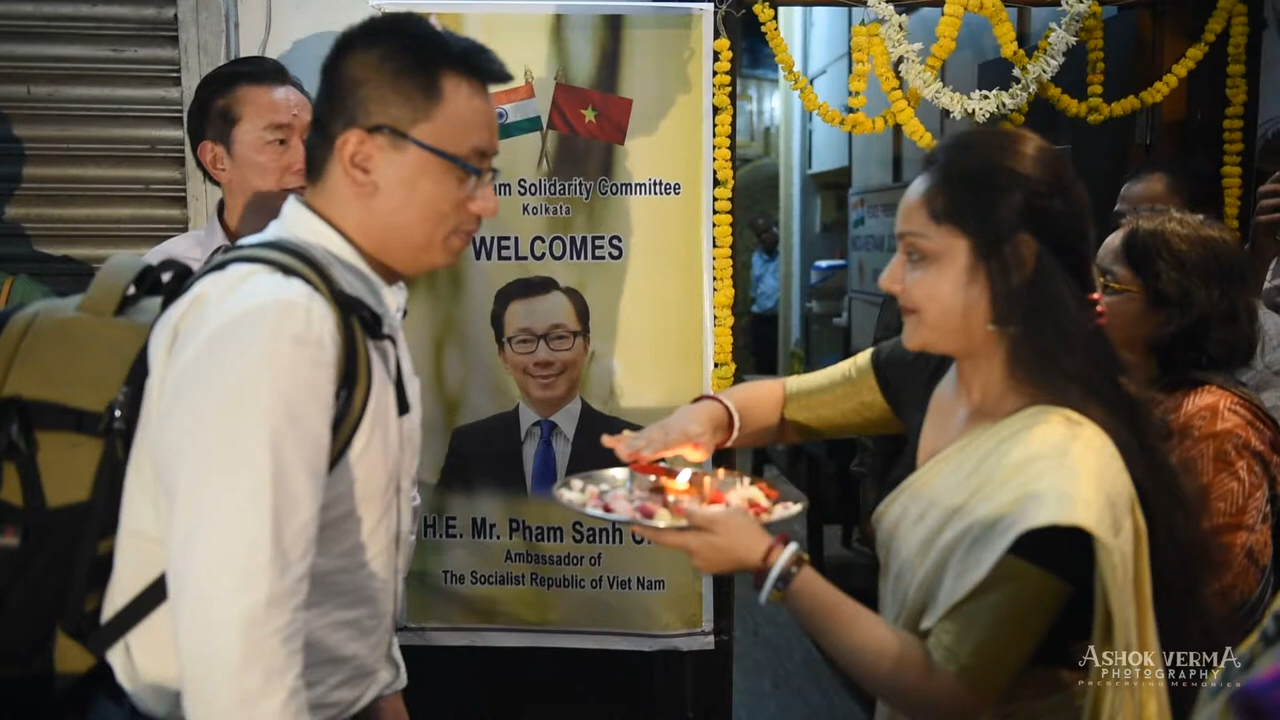 am Solidarity Committee
Kolkata
WELCOMES
H.E. Mr. Pham Sanh
Ambassador of
The Socialist Republic of Viet Nam
ASHOK VERMA
PHOTOGRAPHY
PRESERVING MEMORIES